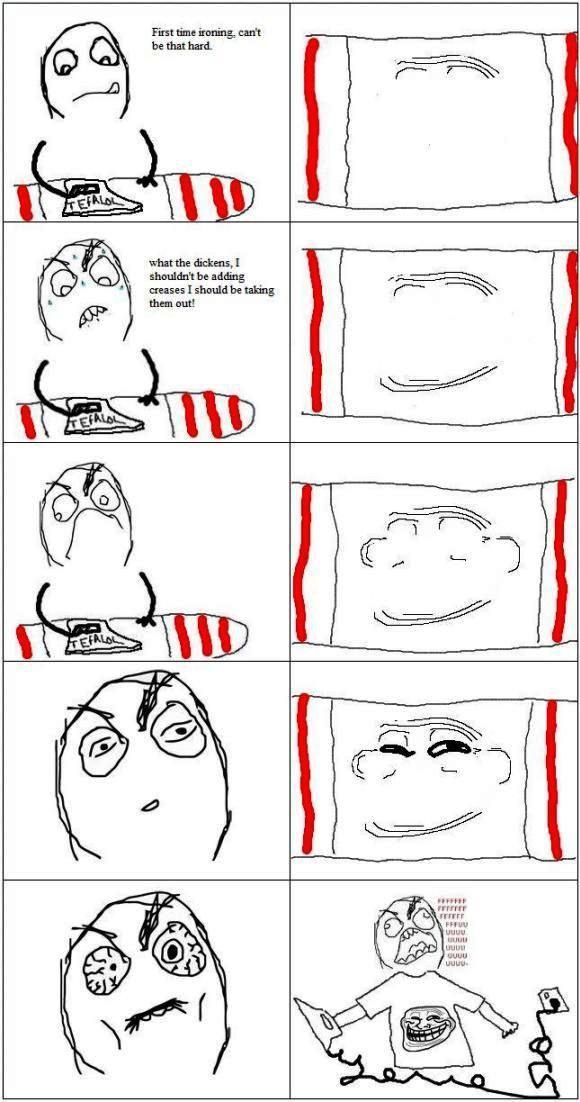 First time ironing, can't
be that hard.
TEFALOL
what the dickens, I
shouldn't be adding
creases I should be taking
them out!
TEFALOL
TEFALOL
FFFFFFF
FFFFFFF
FFFFFF
FFFUU
UUUU
UUUU
UUUU
UUUU
UUUU-